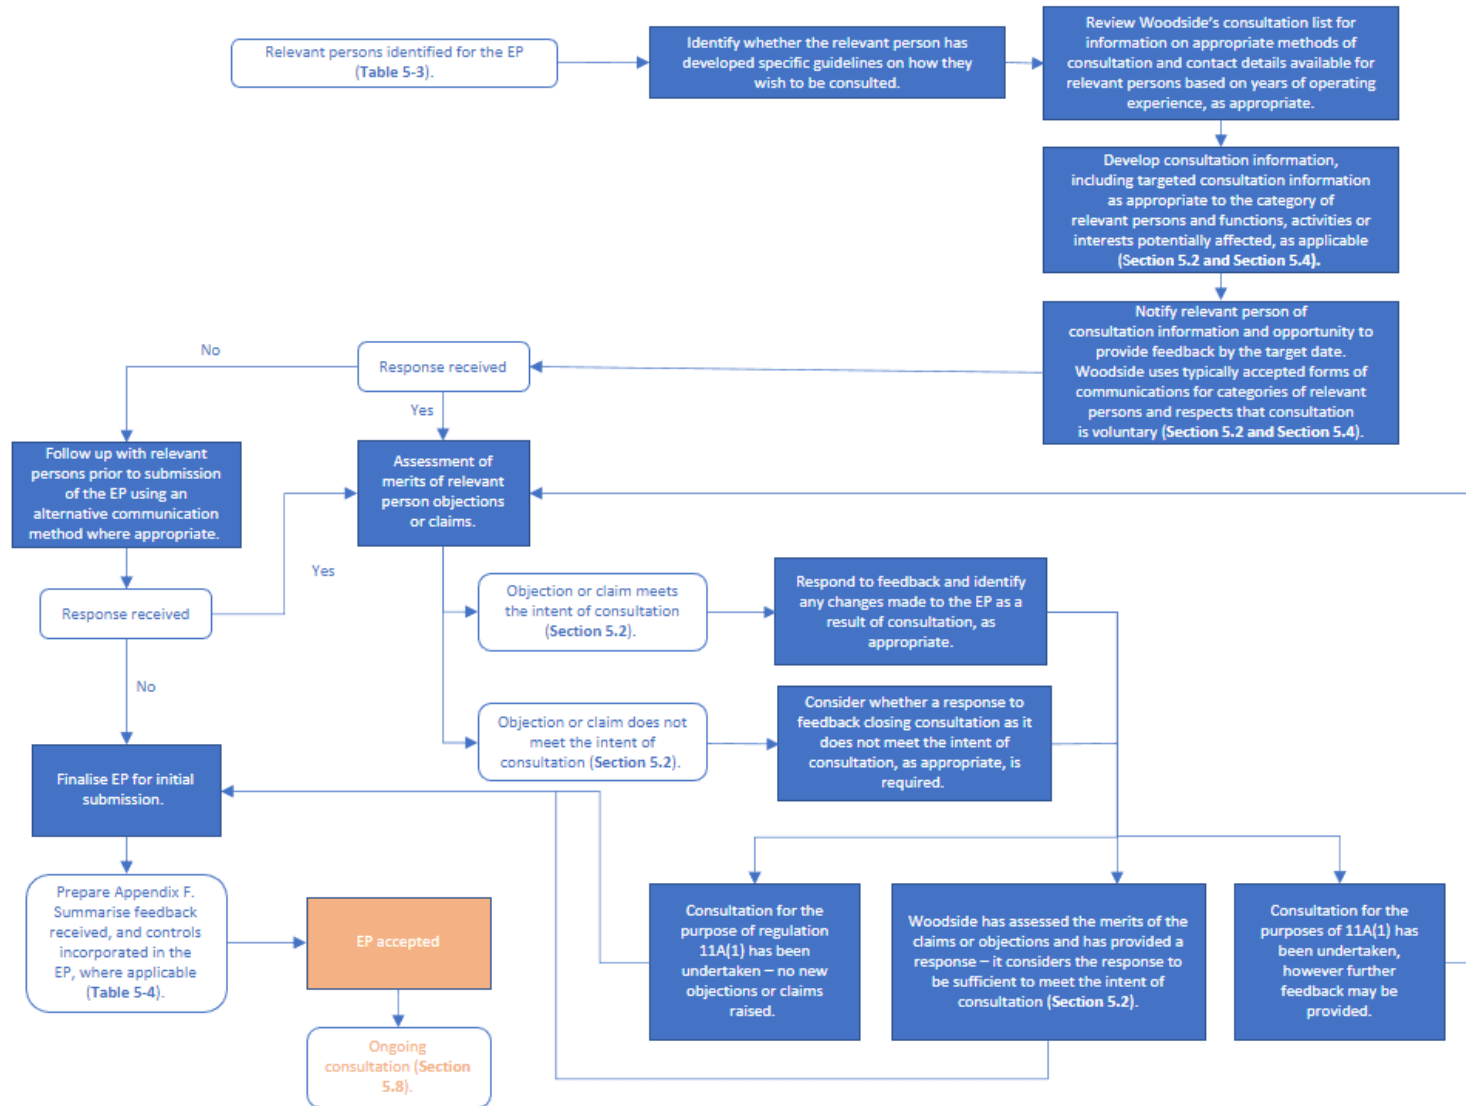 Relevant persons identified for the EP
(Table 5-3).
Identify whether the relevant person has
developed specific guidelines on how they
wish to be consulted.
Review Woodside's consultation list for
information on appropriate methods of
consultation and contact details available for
relevant persons based on years of operating
experience, as appropriate.
Develop consultation information,
including targeted consultation information
as appropriate to the category of
relevant persons and functions, activities or
interests potentially affected, as applicable
(Section 5.2 and Section 5.4).
Notify relevant person of
consultation information and opportunity to
provide feedback by the target date.
Woodside uses typically accepted forms of
communications for categories of relevant
persons and respects that consultation
is voluntary (Section 5.2 and Section 5.4).
Response received
No
Yes
Follow up with relevant
persons prior to submission
of the EP using an
alternative communication
method where appropriate.
Assessment of
merits of relevant
person objections
or claims.
Response received
Yes
No
Objection or claim meets
the intent of consultation
(Section 5.2).
Respond to feedback and identify
any changes made to the EP as a
result of consultation, as
appropriate.
Objection or claim does not
meet the intent of
consultation (Section 5.2).
Consider whether a response to
feedback closing consultation as it
does not meet the intent of
consultation, as appropriate, is
required.
Finalise EP for initial
submission.
Prepare Appendix F.
Summarise feedback
received, and controls
incorporated in the
EP, where applicable
(Table 5-4).
EP accepted
Ongoing
consultation (Section
5.8).
Consultation for the
purpose of regulation
11A(1) has been
undertaken – no new
objections or claims
raised.
Woodside has assessed the merits of the
claims or objections and has provided a
response – it considers the response to
be sufficient to meet the intent of
consultation (Section 5.2).
Consultation for the
purposes of 11A(1) has
been undertaken,
however further
feedback may be
provided.